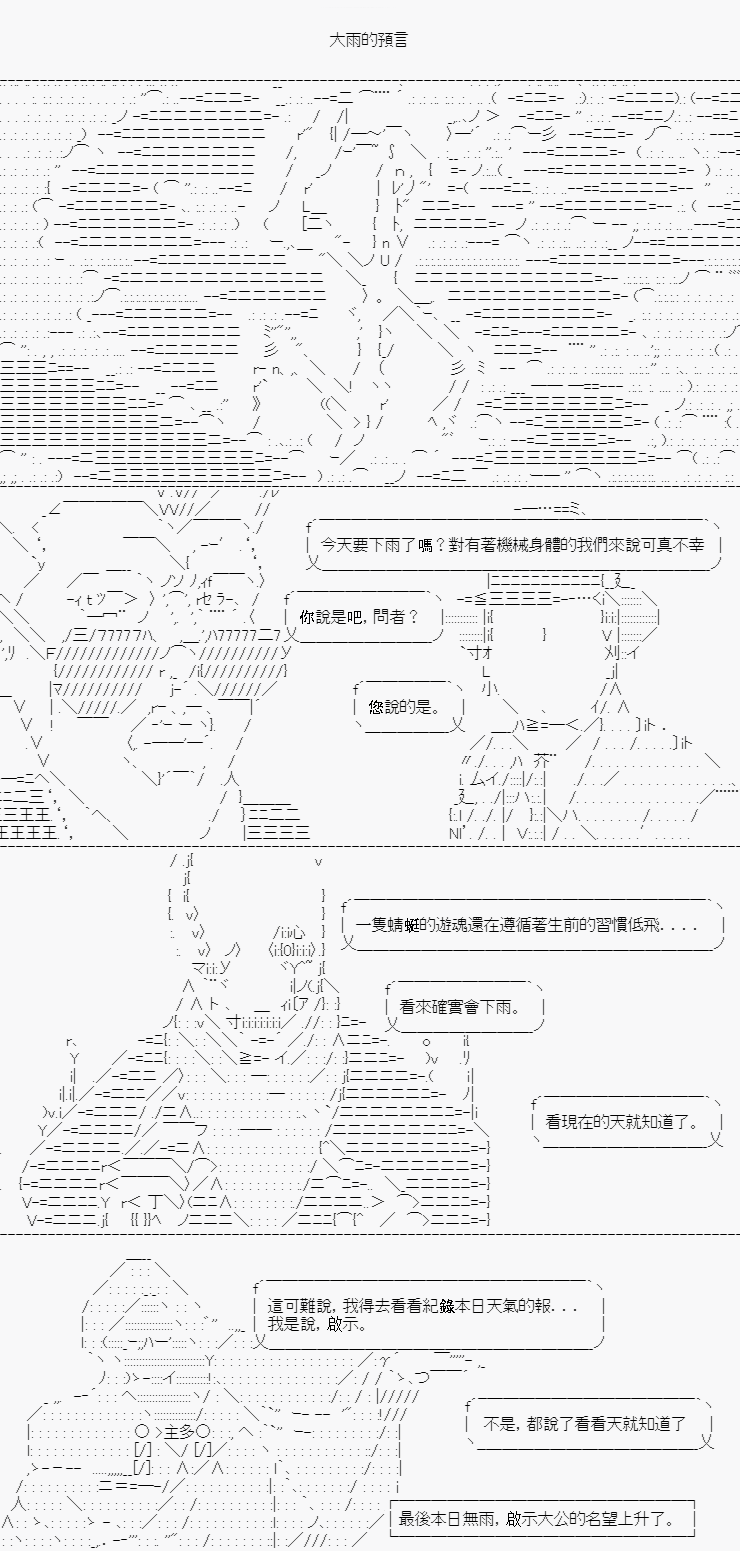 大雨的預言
今天要下雨了嗎？對有著機械身體的我們來說可真不幸
你說是吧，問者？
您說的是。
一隻蜻蜓的遊魂還在遵循著生前的習慣低飛....
看來確實會下雨。
看現在的天就知道了。
這可難說，我得去看看紀錄本日天氣的報...
我是說，啟示。
不是，都說了看看天就知道了
最後本日無雨，啟示大公的名望上升了。